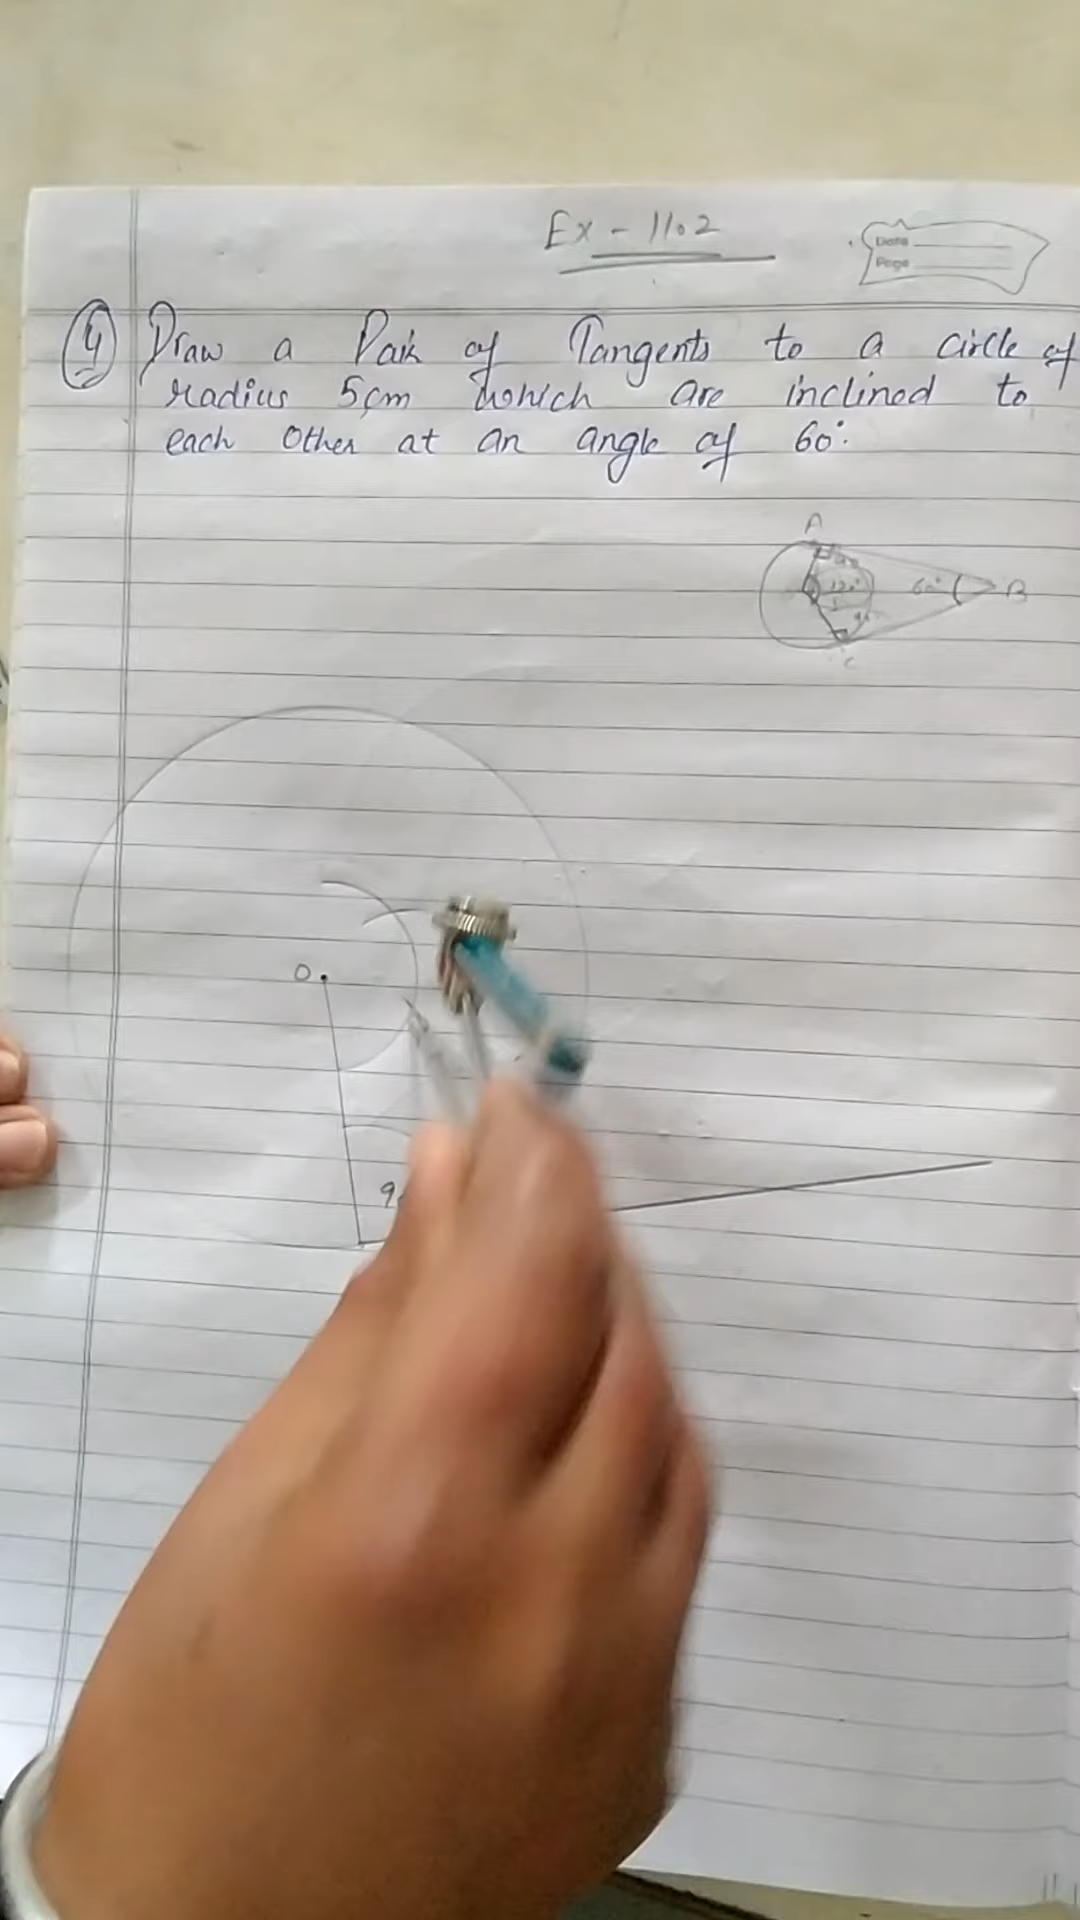 Ex - 11.2
Date
Page
4 Draw a Pair of Tangents to a circle of
radius 5cm which are inclined to
each other at an angle of 60°.
A
120°
60°
B
C
O